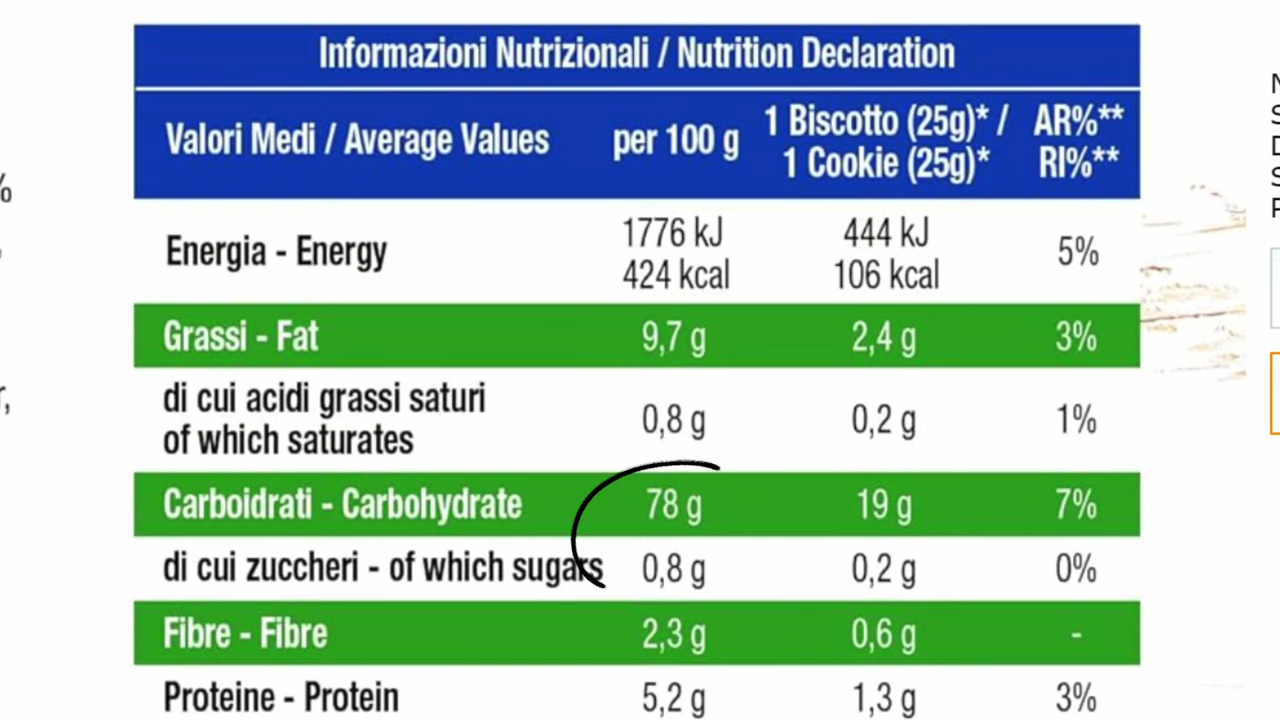 Informazioni Nutrizionali / Nutrition Declaration
Valori Medi / Average Values per 100 g 1 Biscotto (25g)* / 1 Cookie (25g)* AR%** RI%**
Energia - Energy 1776 kJ 424 kcal 444 kJ 106 kcal 5%
Grassi - Fat 9,7 g 2,4 g 3%
di cui acidi grassi saturi
of which saturates 0,8 g 0,2 g 1%
Carboidrati - Carbohydrate 78 g 19 g 7%
di cui zuccheri - of which sugars 0,8 g 0,2 g 0%
Fibre - Fibre 2,3 g 0,6 g -
Proteine - Protein 5,2 g 1,3 g 3%